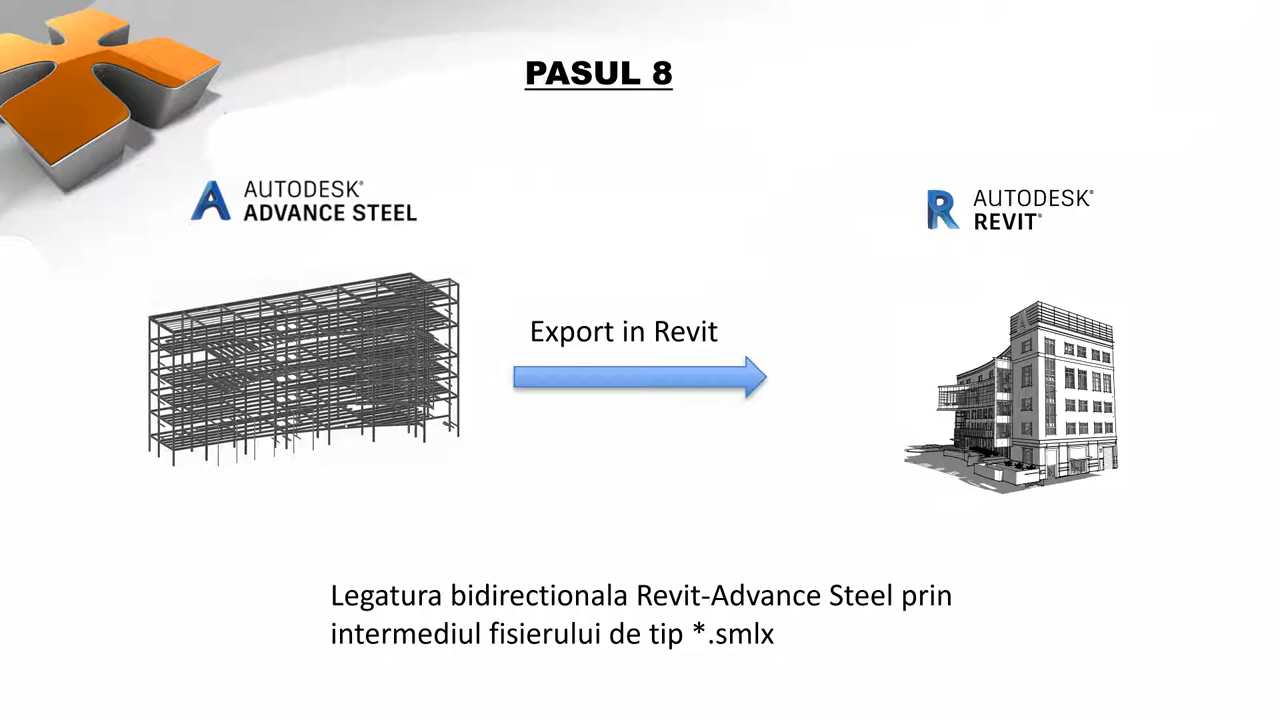 PASUL 8
AUTODESK®
ADVANCE STEEL
AUTODESK®
REVIT®
Export in Revit
Legatura bidirectionala Revit-Advance Steel prin
intermediul fisierului de tip *.smlx